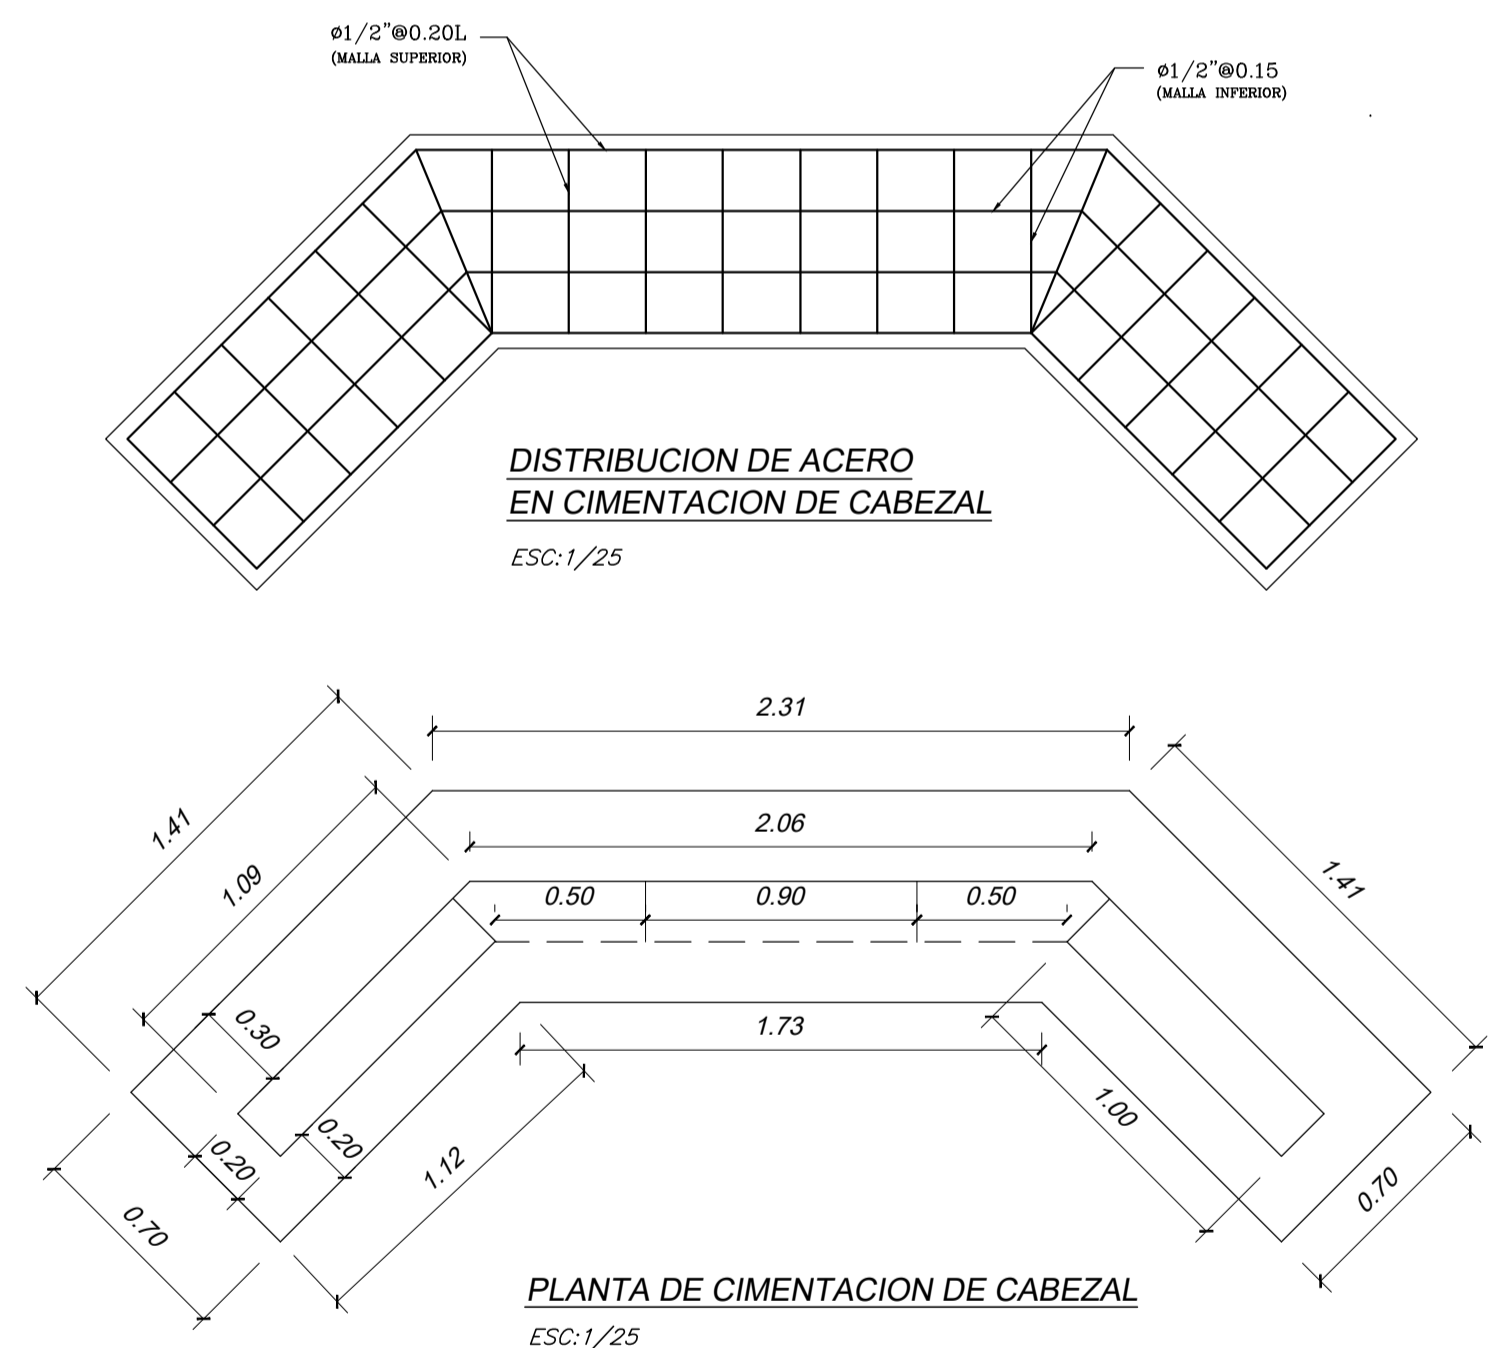 ø1/2"@0.20L
(MALLA SUPERIOR)
ø1/2"@0.15
(MALLA INFERIOR)
DISTRIBUCION DE ACERO
EN CIMENTACION DE CABEZAL
ESC:1/25
2.31
1.41
2.06
1.09
1.41
0.50
0.90
0.50
0.30
1.73
0.20
0.20
1.12
1.00
0.70
0.70
PLANTA DE CIMENTACION DE CABEZAL
ESC:1/25